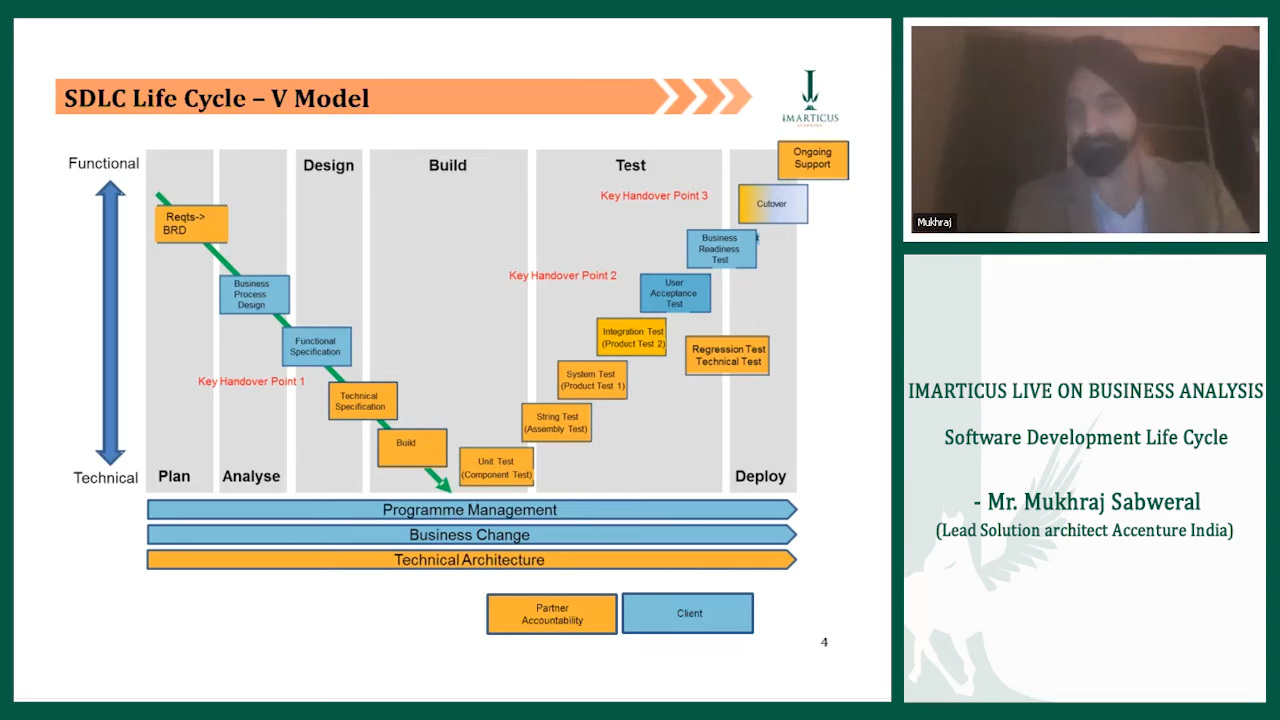 SDLC Life Cycle – V Model
iMARTICUS
LEARNING
Functional
Technical
Plan
Analyse
Design
Build
Test
Deploy
Reqts->
BRD
Business
Process
Design
Functional
Specification
Key Handover Point 1
Technical
Specification
Build
Unit Test
(Component Test)
String Test
(Assembly Test)
System Test
(Product Test 1)
Integration Test
(Product Test 2)
Key Handover Point 2
User
Acceptance
Test
Regression Test
Technical Test
Business
Readiness
Test
Key Handover Point 3
Cutover
Ongoing
Support
Programme Management
Business Change
Technical Architecture
Partner
Accountability
Client
4
Mukhraj
IMARTICUS LIVE ON BUSINESS ANALYSIS
Software Development Life Cycle
- Mr. Mukhraj Sabweral
(Lead Solution architect Accenture India)